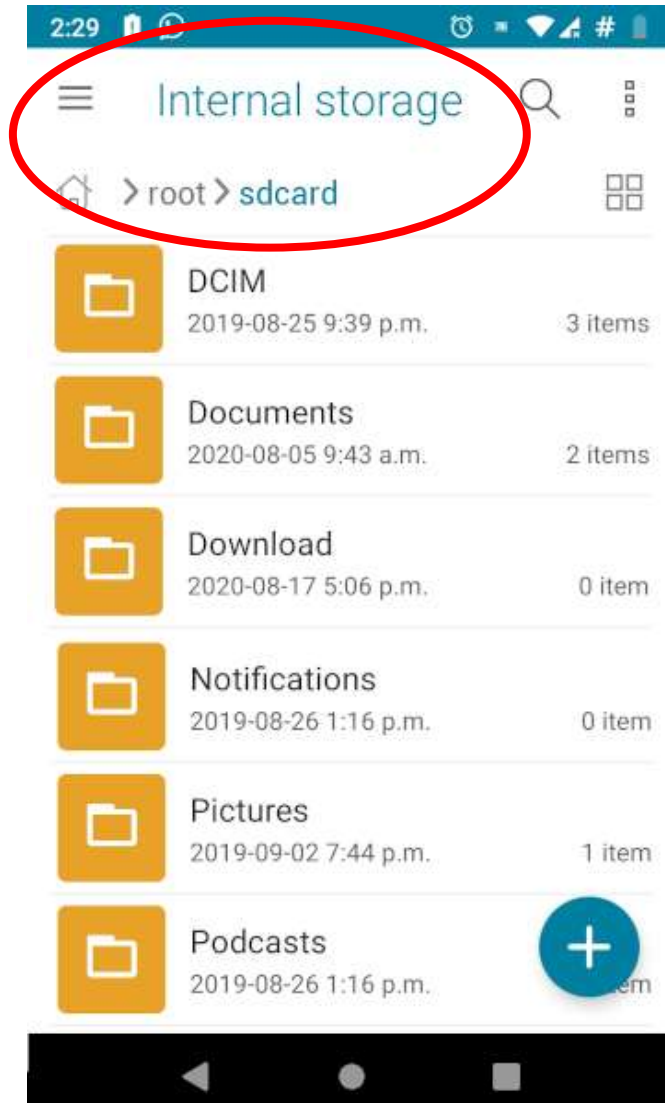 2:29 #
Internal storage
> root > sdcard
DCIM
2019-08-25 9:39 p.m. 3 items
Documents
2020-08-05 9:43 a.m. 2 items
Download
2020-08-17 5:06 p.m. 0 item
Notifications
2019-08-26 1:16 p.m. 0 item
Pictures
2019-09-02 7:44 p.m. 1 item
Podcasts
2019-08-26 1:16 p.m.